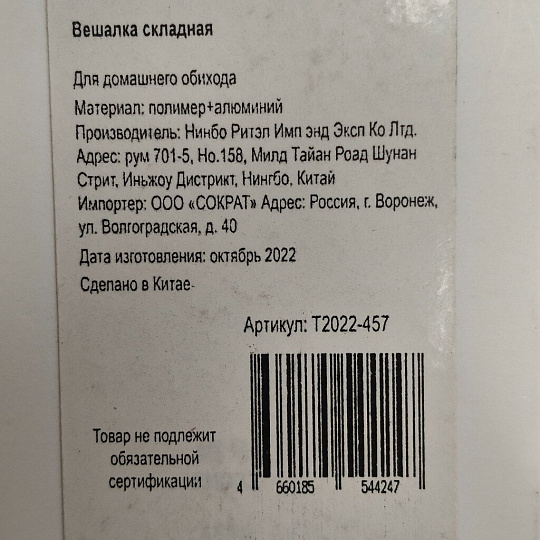 Вешалка складная
Для домашнего обихода
Материал: полимер+алюминий
Производитель: Нинбо Ритэл Имп энд Эксп Ко Лтд.
Адрес: рум 701-5, Но.158, Милд Тайан Роад Шунан
Стрит, Иньжоу Дистрикт, Нингбо, Китай
Импортер: ООО «СОКРАТ» Адрес: Россия, г. Воронеж,
ул. Волгоградская, д. 40
Дата изготовления: октябрь 2022
Сделано в Китае
Артикул: Т2022-457
Товар не подлежит
обязательной
сертификации
4 660185 544247